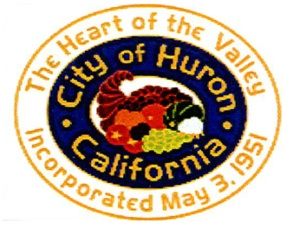 The Heart of the Valley
• City of Huron •
California
Incorporated May 3, 1951